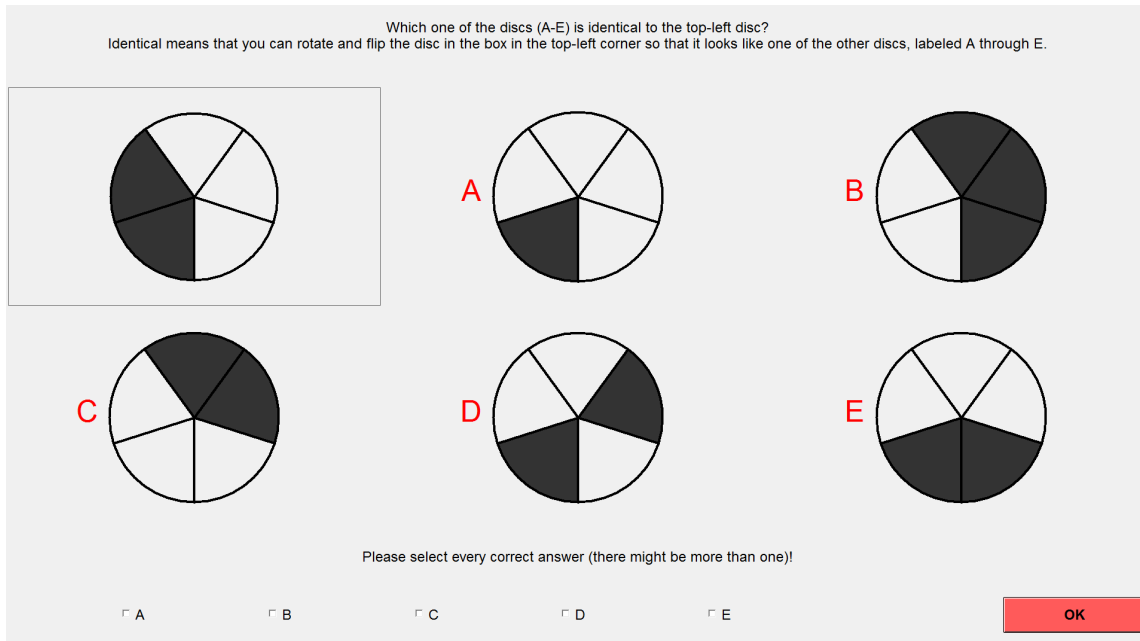 Which one of the discs (A-E) is identical to the top-left disc?
Identical means that you can rotate and flip the disc in the box in the top-left corner so that it looks like one of the other discs, labeled A through E.
A
B
C
D
E
Please select every correct answer (there might be more than one)!
A
B
C
D
E
OK